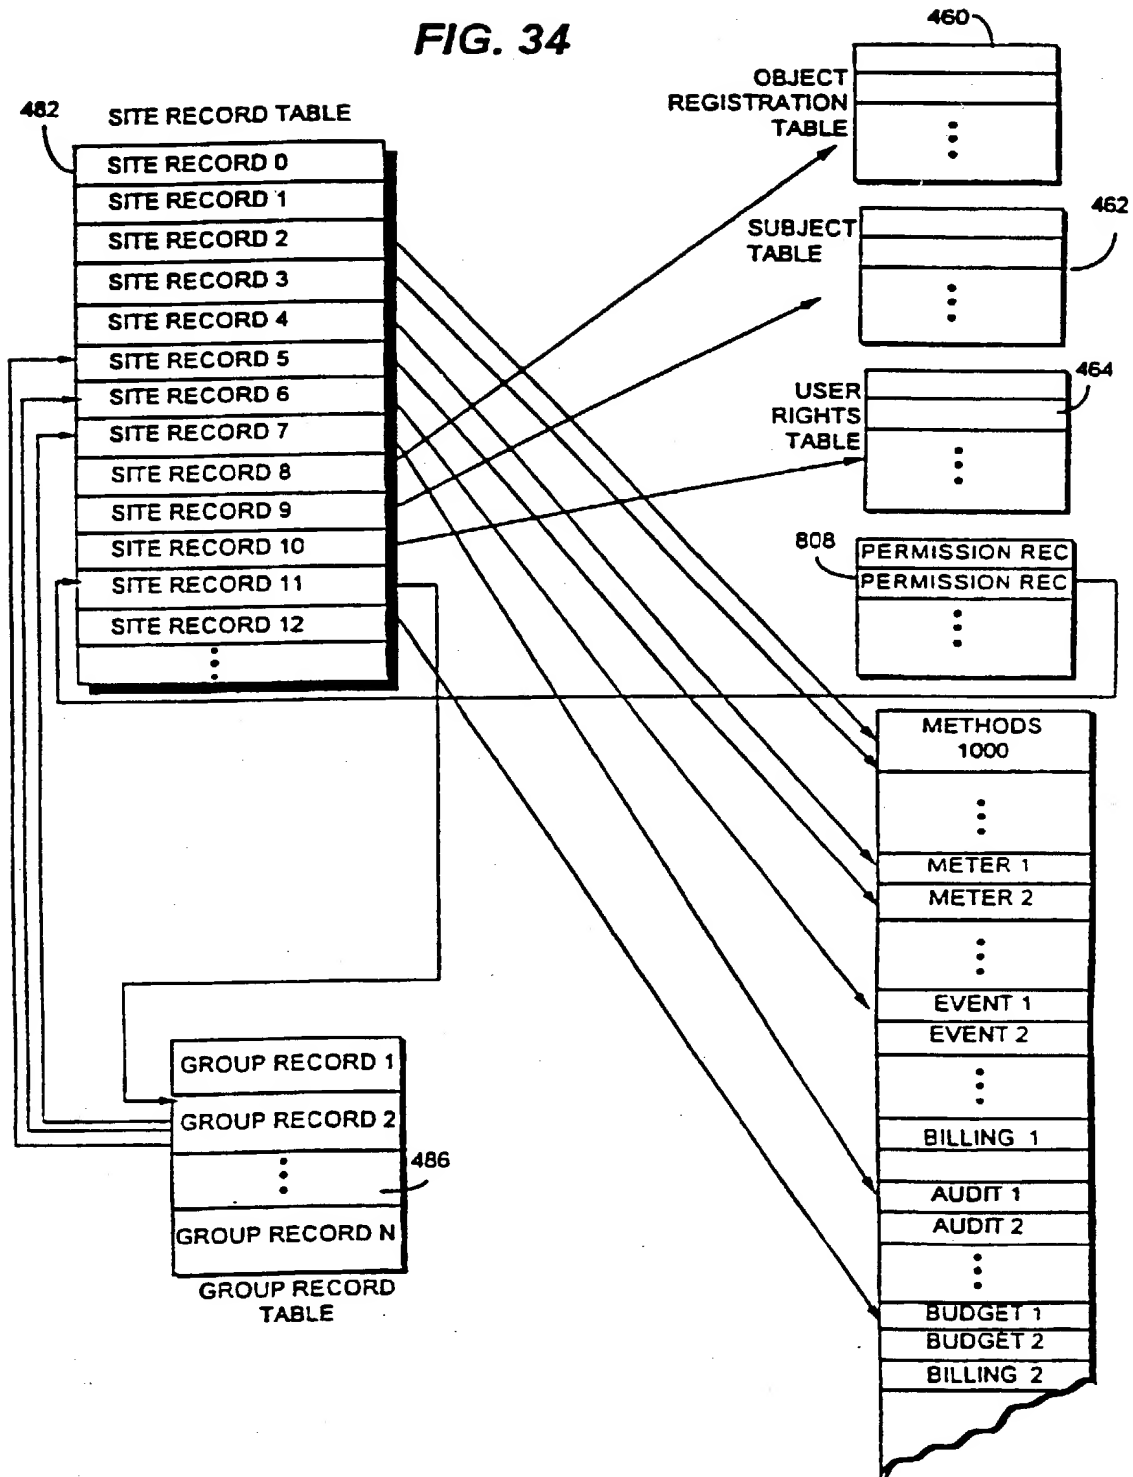 FIG. 34
482
SITE RECORD TABLE
SITE RECORD 0
SITE RECORD 1
SITE RECORD 2
SITE RECORD 3
SITE RECORD 4
SITE RECORD 5
SITE RECORD 6
SITE RECORD 7
SITE RECORD 8
SITE RECORD 9
SITE RECORD 10
SITE RECORD 11
SITE RECORD 12
460
OBJECT
REGISTRATION
TABLE
462
SUBJECT
TABLE
464
USER
RIGHTS
TABLE
808
PERMISSION REC
PERMISSION REC
METHODS
1000
METER 1
METER 2
EVENT 1
EVENT 2
BILLING 1
AUDIT 1
AUDIT 2
BUDGET 1
BUDGET 2
BILLING 2
GROUP RECORD 1
GROUP RECORD 2
486
GROUP RECORD N
GROUP RECORD
TABLE